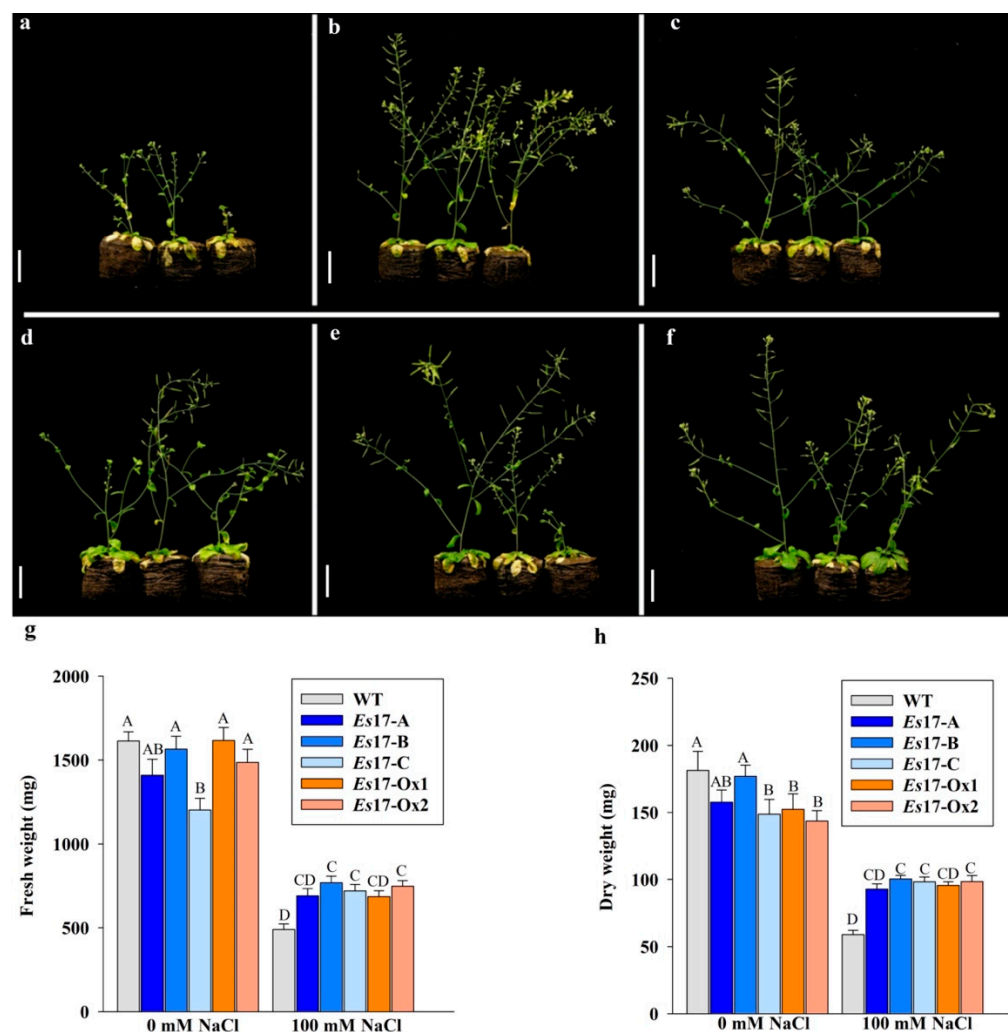 a
b
c
d
e
f
g
Fresh weight (mg)
2000
1500
1000
500
0
A
AB
A
B
A
A
D
CD
C
C
CD
C
WT
Es17-A
Es17-B
Es17-C
Es17-Ox1
Es17-Ox2
0 mM NaCl
100 mM NaCl
h
Dry weight (mg)
250
200
150
100
50
0
A
AB
A
B
B
B
D
CD
C
C
CD
C
WT
Es17-A
Es17-B
Es17-C
Es17-Ox1
Es17-Ox2
0 mM NaCl
100 mM NaCl